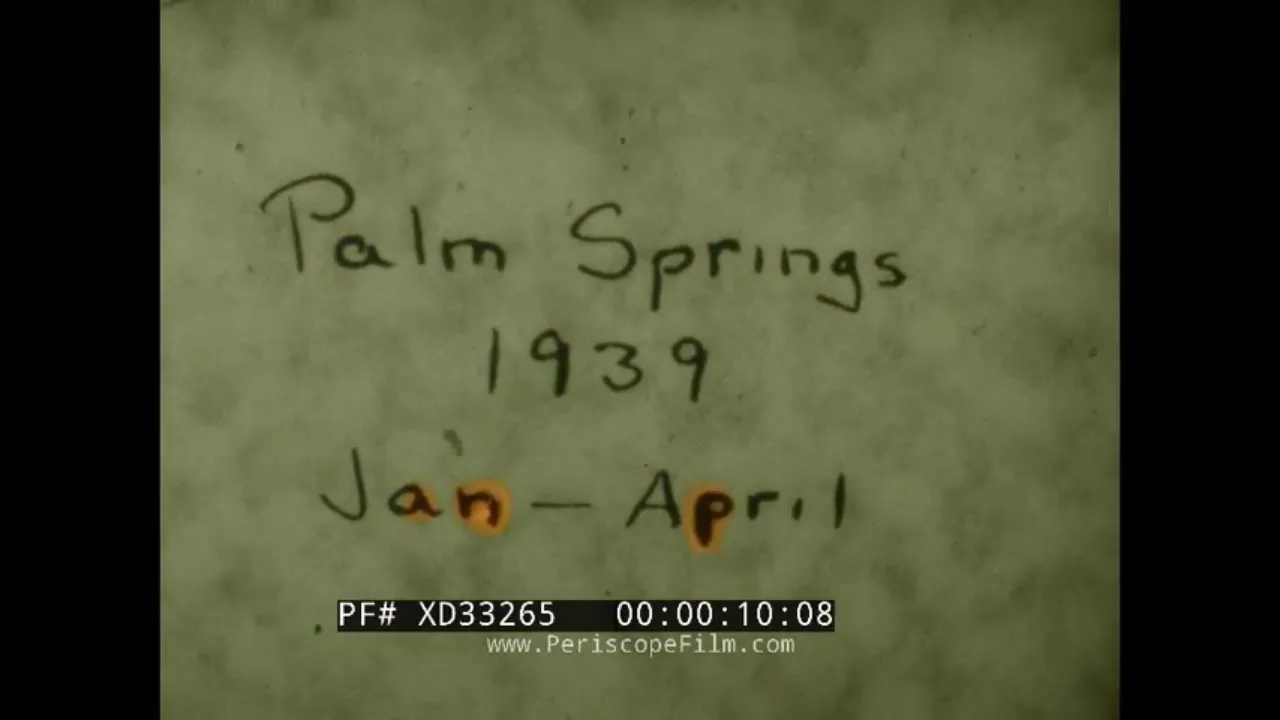 Palm Springs
1939
Jan – April
PF# XD33265 00:00:10:08
www.PeriscopeFilm.com